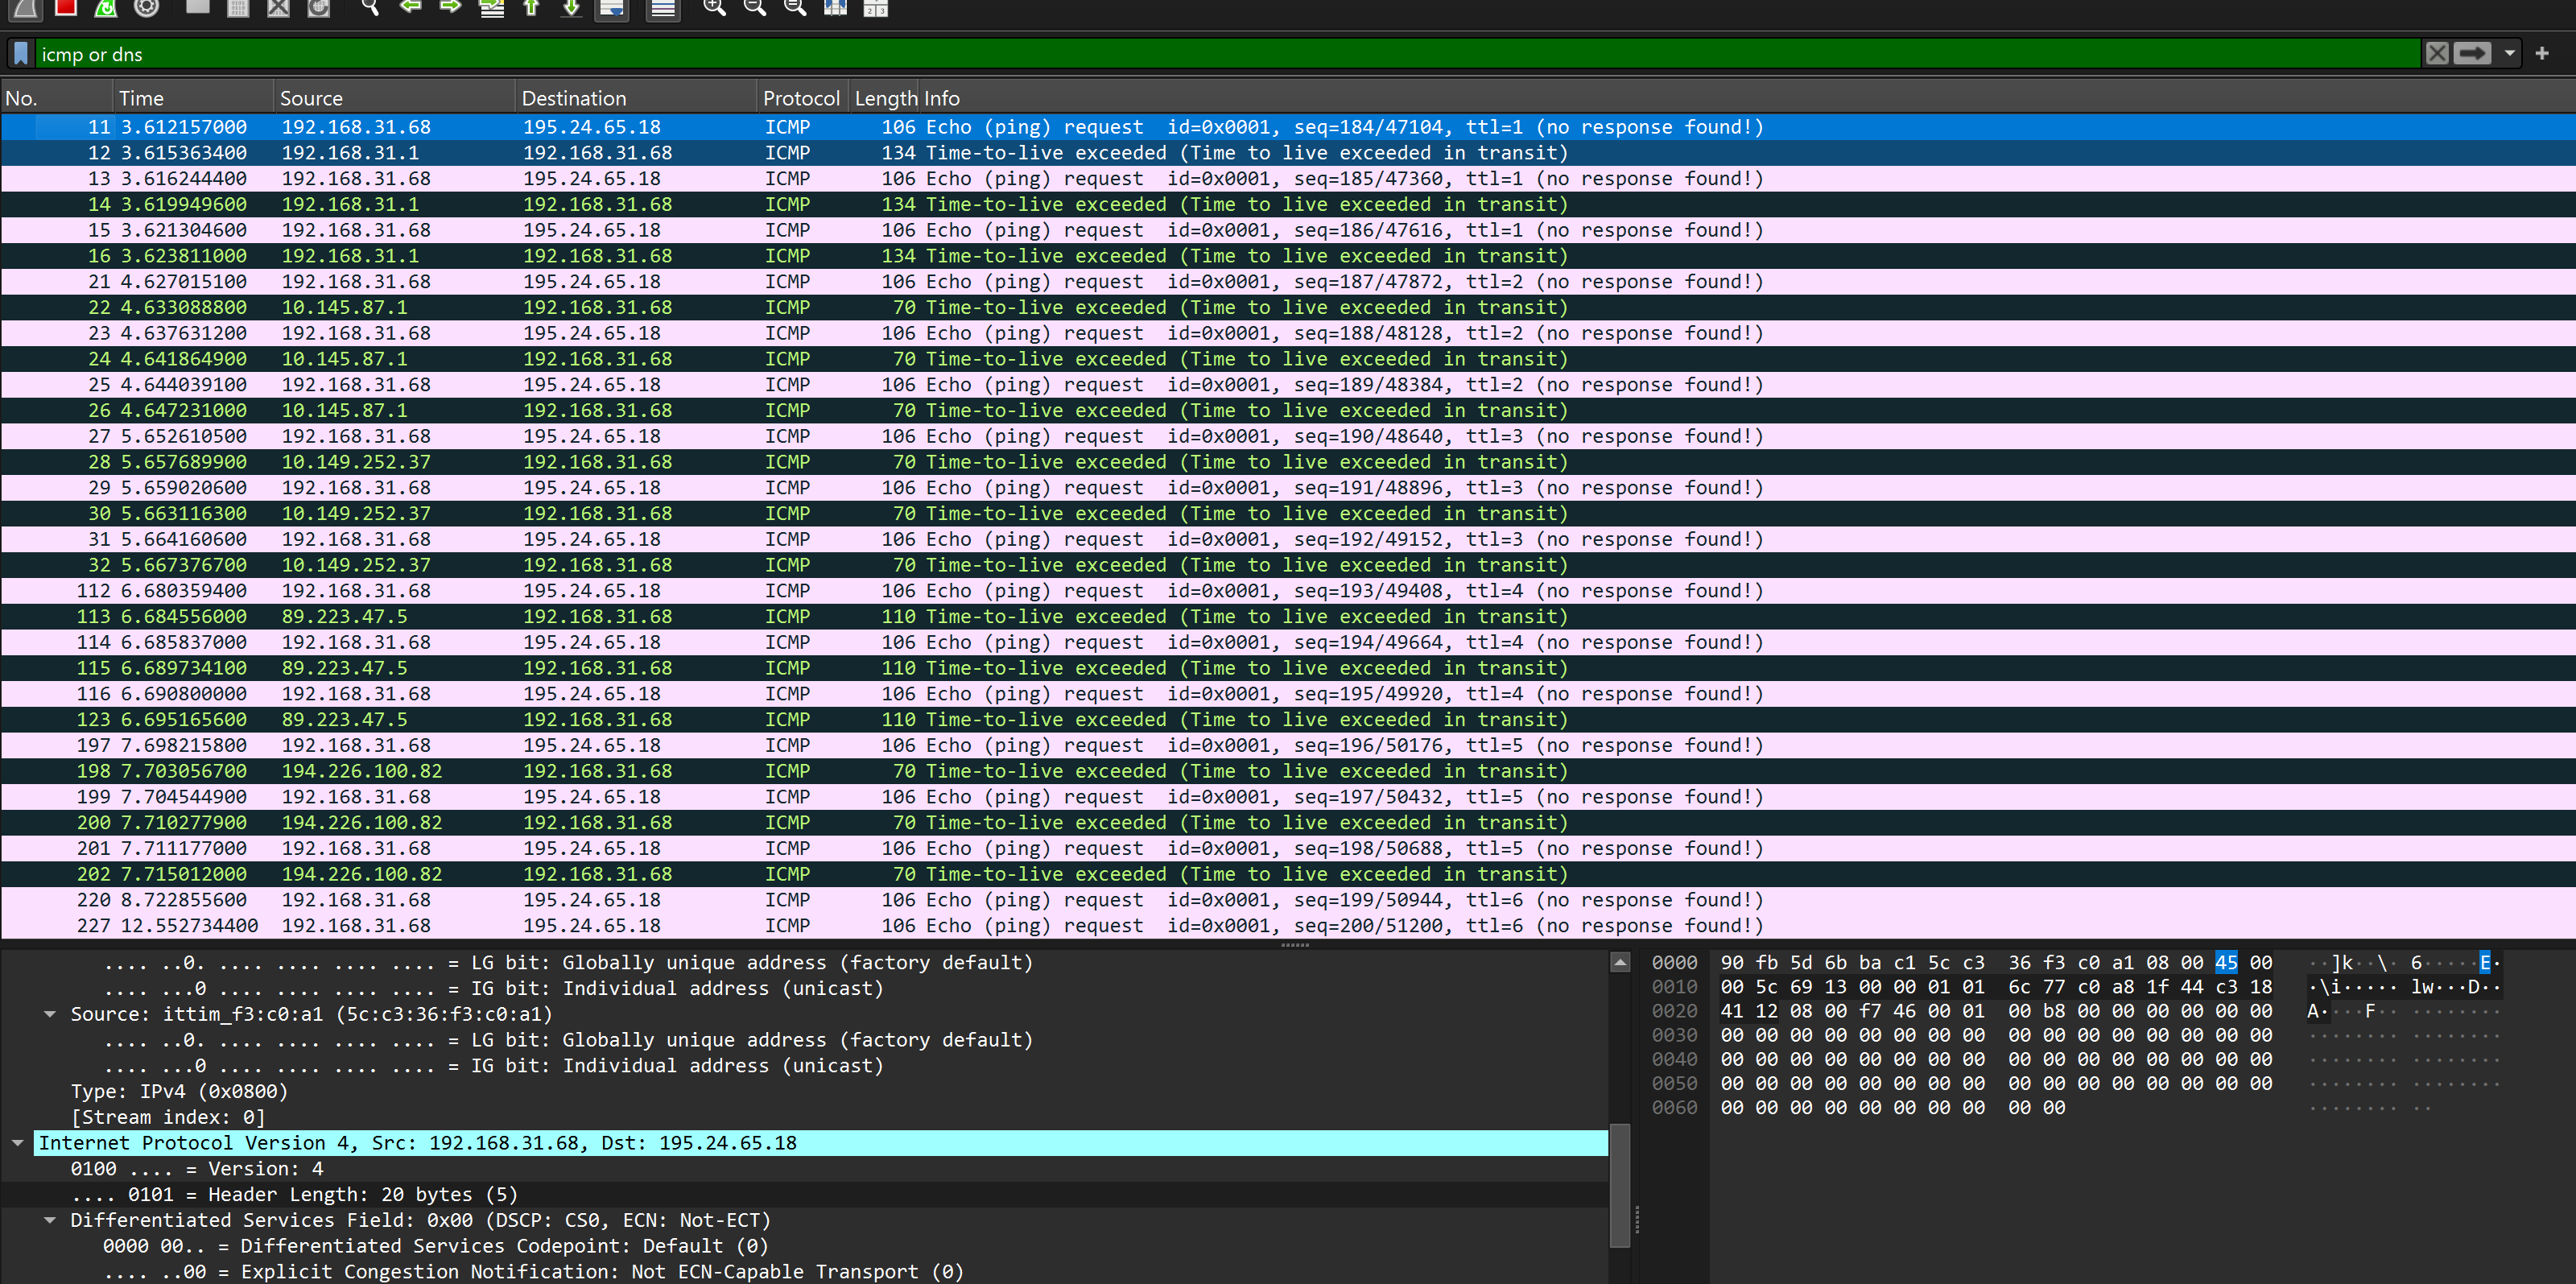 icmp or dns
No. Time Source Destination Protocol Length Info
11 3.612157000 192.168.31.68 195.24.65.18 ICMP 106 Echo (ping) request id=0x0001, seq=184/47104, ttl=1 (no response found!)
12 3.615363400 192.168.31.1 192.168.31.68 ICMP 134 Time-to-live exceeded (Time to live exceeded in transit)
13 3.616244400 192.168.31.68 195.24.65.18 ICMP 106 Echo (ping) request id=0x0001, seq=185/47360, ttl=1 (no response found!)
14 3.619949600 192.168.31.1 192.168.31.68 ICMP 134 Time-to-live exceeded (Time to live exceeded in transit)
15 3.621304600 192.168.31.68 195.24.65.18 ICMP 106 Echo (ping) request id=0x0001, seq=186/47616, ttl=1 (no response found!)
16 3.623811000 192.168.31.1 192.168.31.68 ICMP 134 Time-to-live exceeded (Time to live exceeded in transit)
21 4.627015100 192.168.31.68 195.24.65.18 ICMP 106 Echo (ping) request id=0x0001, seq=187/47872, ttl=2 (no response found!)
22 4.633088800 10.145.87.1 192.168.31.68 ICMP 70 Time-to-live exceeded (Time to live exceeded in transit)
23 4.637631200 192.168.31.68 195.24.65.18 ICMP 106 Echo (ping) request id=0x0001, seq=188/48128, ttl=2 (no response found!)
24 4.641864900 10.145.87.1 192.168.31.68 ICMP 70 Time-to-live exceeded (Time to live exceeded in transit)
25 4.644039100 192.168.31.68 195.24.65.18 ICMP 106 Echo (ping) request id=0x0001, seq=189/48384, ttl=2 (no response found!)
26 4.647231000 10.145.87.1 192.168.31.68 ICMP 70 Time-to-live exceeded (Time to live exceeded in transit)
27 5.652610500 192.168.31.68 195.24.65.18 ICMP 106 Echo (ping) request id=0x0001, seq=190/48640, ttl=3 (no response found!)
28 5.657689900 10.149.252.37 192.168.31.68 ICMP 70 Time-to-live exceeded (Time to live exceeded in transit)
29 5.659020600 192.168.31.68 195.24.65.18 ICMP 106 Echo (ping) request id=0x0001, seq=191/48896, ttl=3 (no response found!)
30 5.663116300 10.149.252.37 192.168.31.68 ICMP 70 Time-to-live exceeded (Time to live exceeded in transit)
31 5.664160600 192.168.31.68 195.24.65.18 ICMP 106 Echo (ping) request id=0x0001, seq=192/49152, ttl=3 (no response found!)
32 5.667376700 10.149.252.37 192.168.31.68 ICMP 70 Time-to-live exceeded (Time to live exceeded in transit)
112 6.680359400 192.168.31.68 195.24.65.18 ICMP 106 Echo (ping) request id=0x0001, seq=193/49408, ttl=4 (no response found!)
113 6.684556000 89.223.47.5 192.168.31.68 ICMP 110 Time-to-live exceeded (Time to live exceeded in transit)
114 6.685837000 192.168.31.68 195.24.65.18 ICMP 106 Echo (ping) request id=0x0001, seq=194/49664, ttl=4 (no response found!)
115 6.689734100 89.223.47.5 192.168.31.68 ICMP 110 Time-to-live exceeded (Time to live exceeded in transit)
116 6.690800000 192.168.31.68 195.24.65.18 ICMP 106 Echo (ping) request id=0x0001, seq=195/49920, ttl=4 (no response found!)
123 6.695165600 89.223.47.5 192.168.31.68 ICMP 110 Time-to-live exceeded (Time to live exceeded in transit)
197 7.698215800 192.168.31.68 195.24.65.18 ICMP 106 Echo (ping) request id=0x0001, seq=196/50176, ttl=5 (no response found!)
198 7.703056700 194.226.100.82 192.168.31.68 ICMP 70 Time-to-live exceeded (Time to live exceeded in transit)
199 7.704544900 192.168.31.68 195.24.65.18 ICMP 106 Echo (ping) request id=0x0001, seq=197/50432, ttl=5 (no response found!)
200 7.710277900 194.226.100.82 192.168.31.68 ICMP 70 Time-to-live exceeded (Time to live exceeded in transit)
201 7.711177000 192.168.31.68 195.24.65.18 ICMP 106 Echo (ping) request id=0x0001, seq=198/50688, ttl=5 (no response found!)
202 7.715012000 194.226.100.82 192.168.31.68 ICMP 70 Time-to-live exceeded (Time to live exceeded in transit)
220 8.722855600 192.168.31.68 195.24.65.18 ICMP 106 Echo (ping) request id=0x0001, seq=199/50944, ttl=6 (no response found!)
227 12.552734400 192.168.31.68 195.24.65.18 ICMP 106 Echo (ping) request id=0x0001, seq=200/51200, ttl=6 (no response found!)
.... ..0. .... .... .... .... = LG bit: Globally unique address (factory default)
.... ...0 .... .... .... .... = IG bit: Individual address (unicast)
Source: ittim_f3:c0:a1 (5c:c3:36:f3:c0:a1)
.... ..0. .... .... .... .... = LG bit: Globally unique address (factory default)
.... ...0 .... .... .... .... = IG bit: Individual address (unicast)
Type: IPv4 (0x0800)
[Stream index: 0]
Internet Protocol Version 4, Src: 192.168.31.68, Dst: 195.24.65.18
0100 .... = Version: 4
.... 0101 = Header Length: 20 bytes (5)
Differentiated Services Field: 0x00 (DSCP: CS0, ECN: Not-ECT)
0000 00.. = Differentiated Services Codepoint: Default (0)
.... ..00 = Explicit Congestion Notification: Not ECN-Capable Transport (0)
0000 90 fb 5d 6b ba c1 5c c3 36 f3 c0 a1 08 00 45 00 ··]k··\·6·····E·
0010 00 5c 69 13 00 00 01 01 6c 77 c0 a8 1f 44 c3 18 ·\i·····lw···D··
0020 41 12 08 00 f7 46 00 01 00 b8 00 00 00 00 00 00 A····F··········
0030 00 00 00 00 00 00 00 00 00 00 00 00 00 00 00 00 ················
0040 00 00 00 00 00 00 00 00 00 00 00 00 00 00 00 00 ················
0050 00 00 00 00 00 00 00 00 00 00 00 00 00 00 00 00 ················
0060 00 00 00 00 00 00 00 00 00 00 ··········